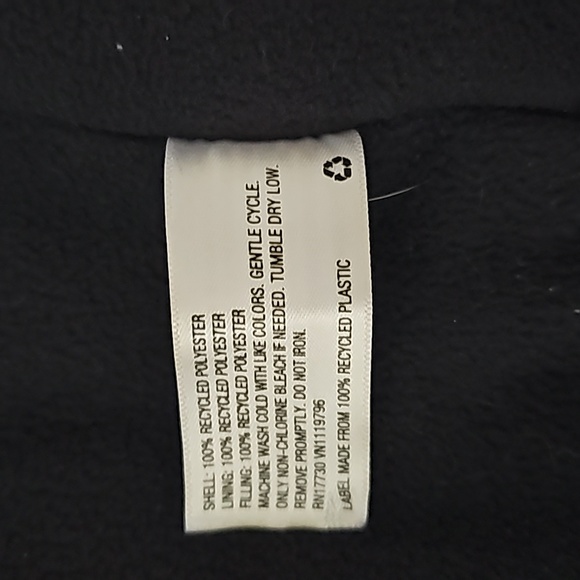 SHELL: 100% RECYCLED POLYESTER
LINING: 100% RECYCLED POLYESTER
FILLING: 100% RECYCLED POLYESTER
MACHINE WASH COLD WITH LIKE COLORS. GENTLE CYCLE.
ONLY NON-CHLORINE BLEACH IF NEEDED. TUMBLE DRY LOW.
REMOVE PROMPTLY. DO NOT IRON.
RN17730 VN1119796
LABEL MADE FROM 100% RECYCLED PLASTIC